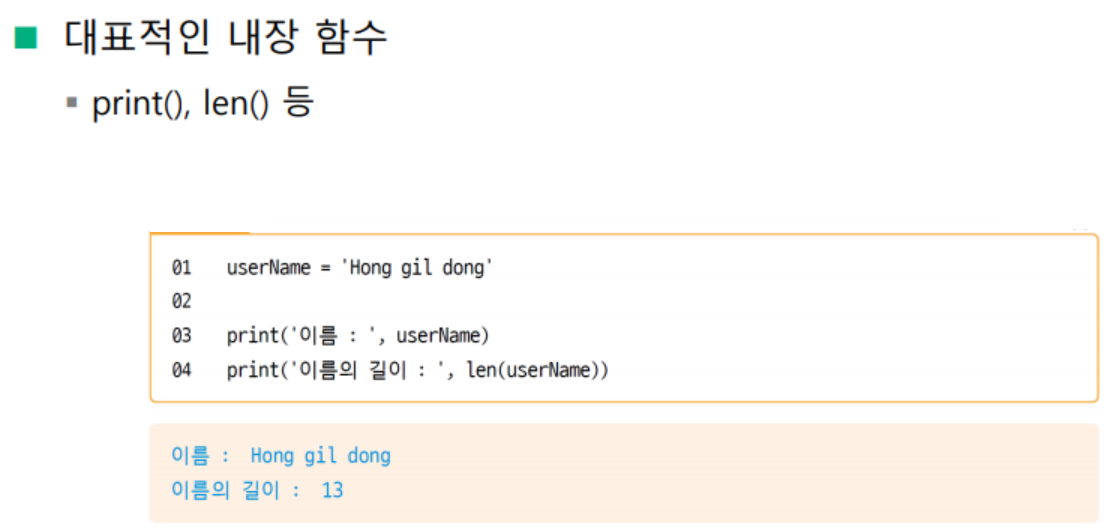 대표적인 내장 함수
print(), len() 등
01 userName = 'Hong gil dong'
02
03 print('이름 : ', userName)
04 print('이름의 길이 : ', len(userName))
이름 :  Hong gil dong
이름의 길이 :  13